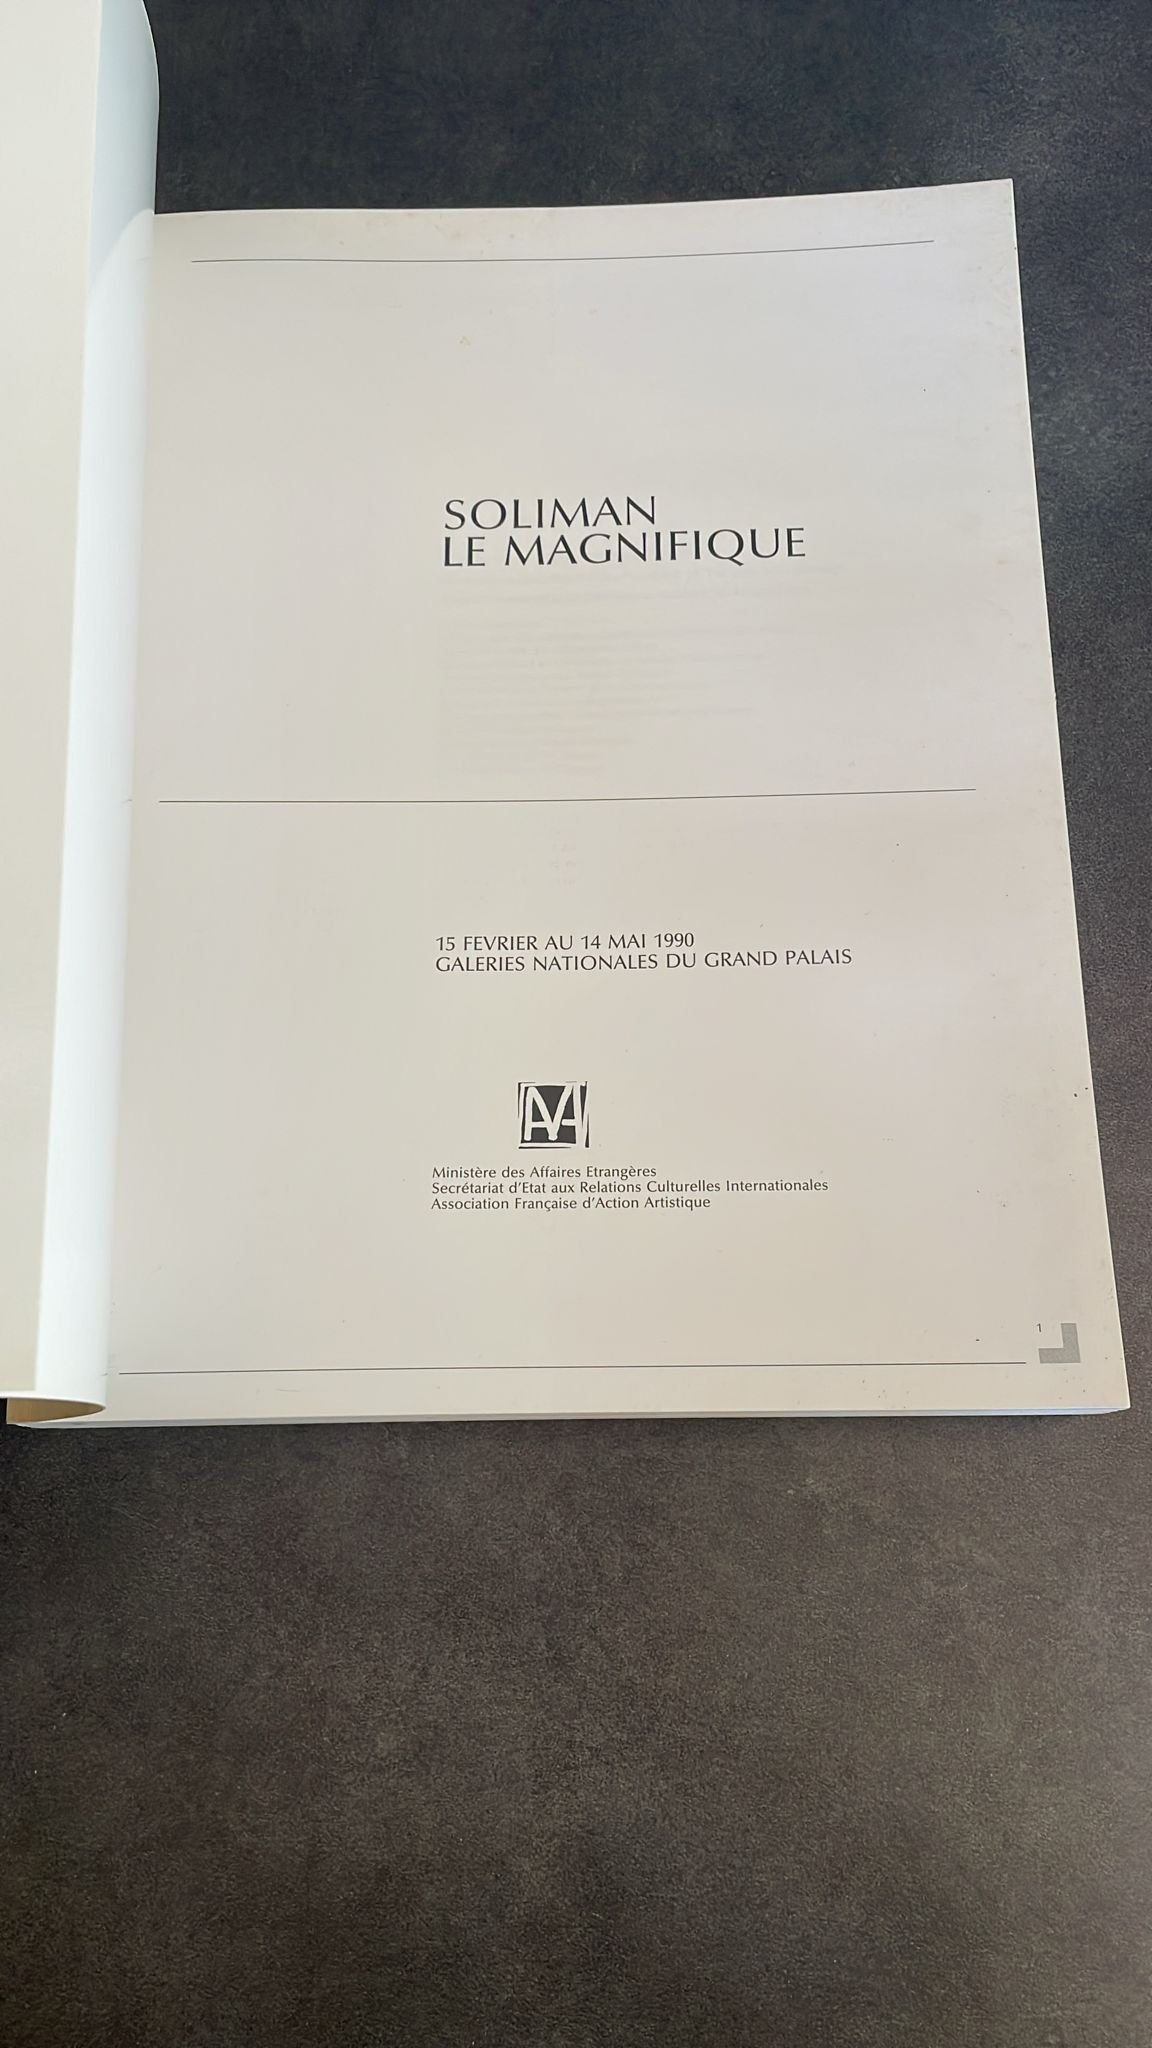 SOLIMAN
LE MAGNIFIQUE
15 FEVRIER AU 14 MAI 1990
GALERIES NATIONALES DU GRAND PALAIS
Ministère des Affaires Etrangères
Secrétariat d'Etat aux Relations Culturelles Internationales
Association Française d'Action Artistique
1